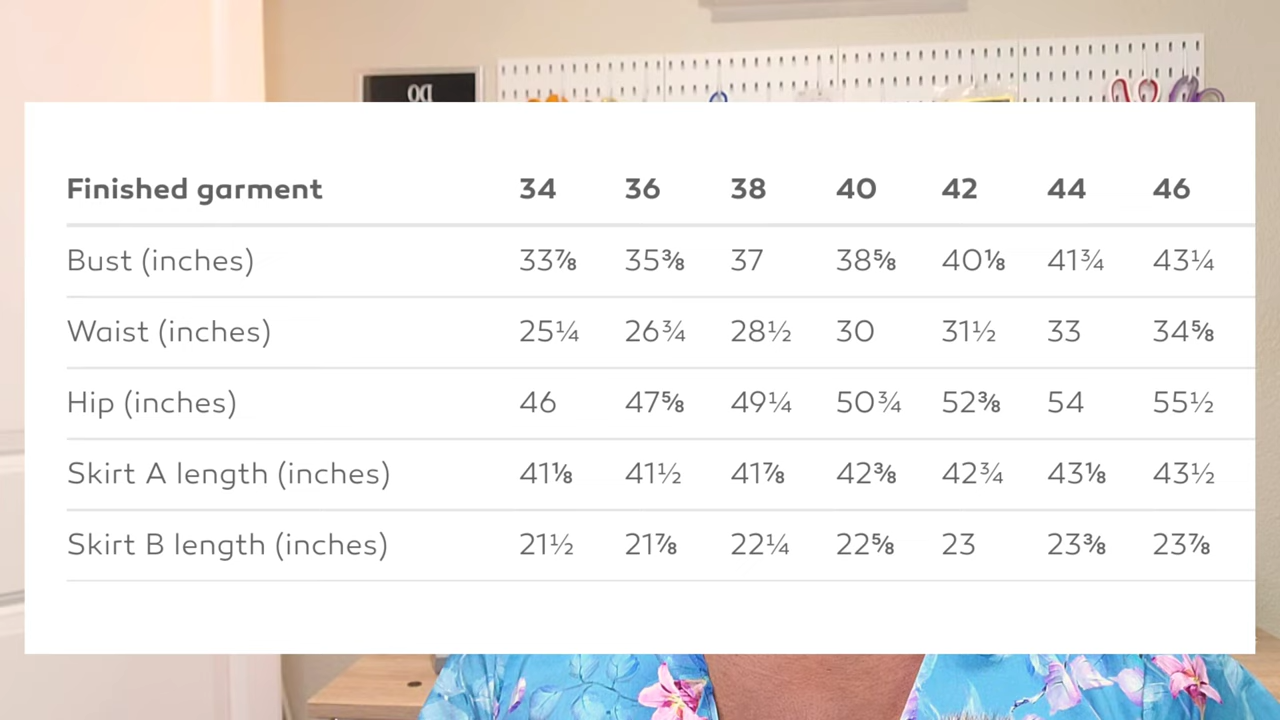 DO
Finished garment 34 36 38 40 42 44 46
Bust (inches) 33⅞ 35⅜ 37 38⅝ 40⅛ 41¾ 43¼
Waist (inches) 25¼ 26¾ 28½ 30 31½ 33 34⅝
Hip (inches) 46 47⅝ 49¼ 50¾ 52⅜ 54 55½
Skirt A length (inches) 41⅛ 41½ 41⅞ 42⅜ 42¾ 43⅛ 43½
Skirt B length (inches) 21½ 21⅞ 22¼ 22⅝ 23 23⅜ 23⅞